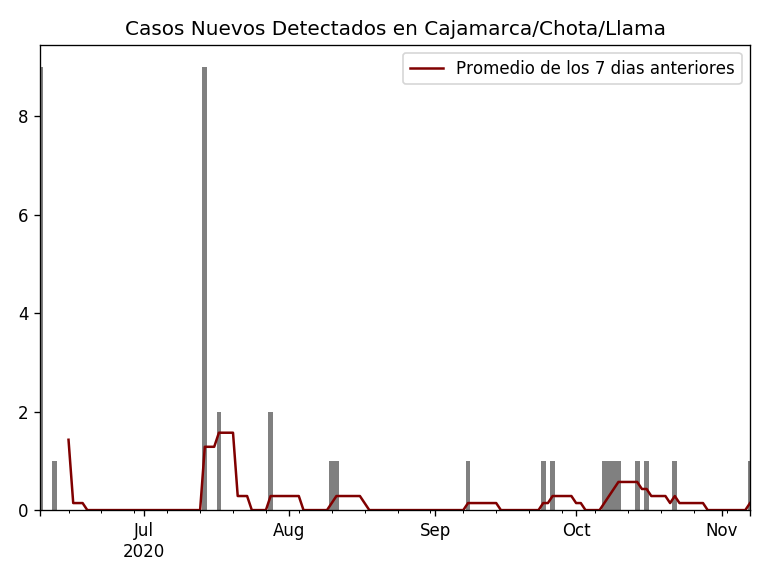 Casos Nuevos Detectados en Cajamarca/Chota/Llama
Promedio de los 7 dias anteriores
8
6
4
2
0
Jul Aug Sep Oct Nov
2020